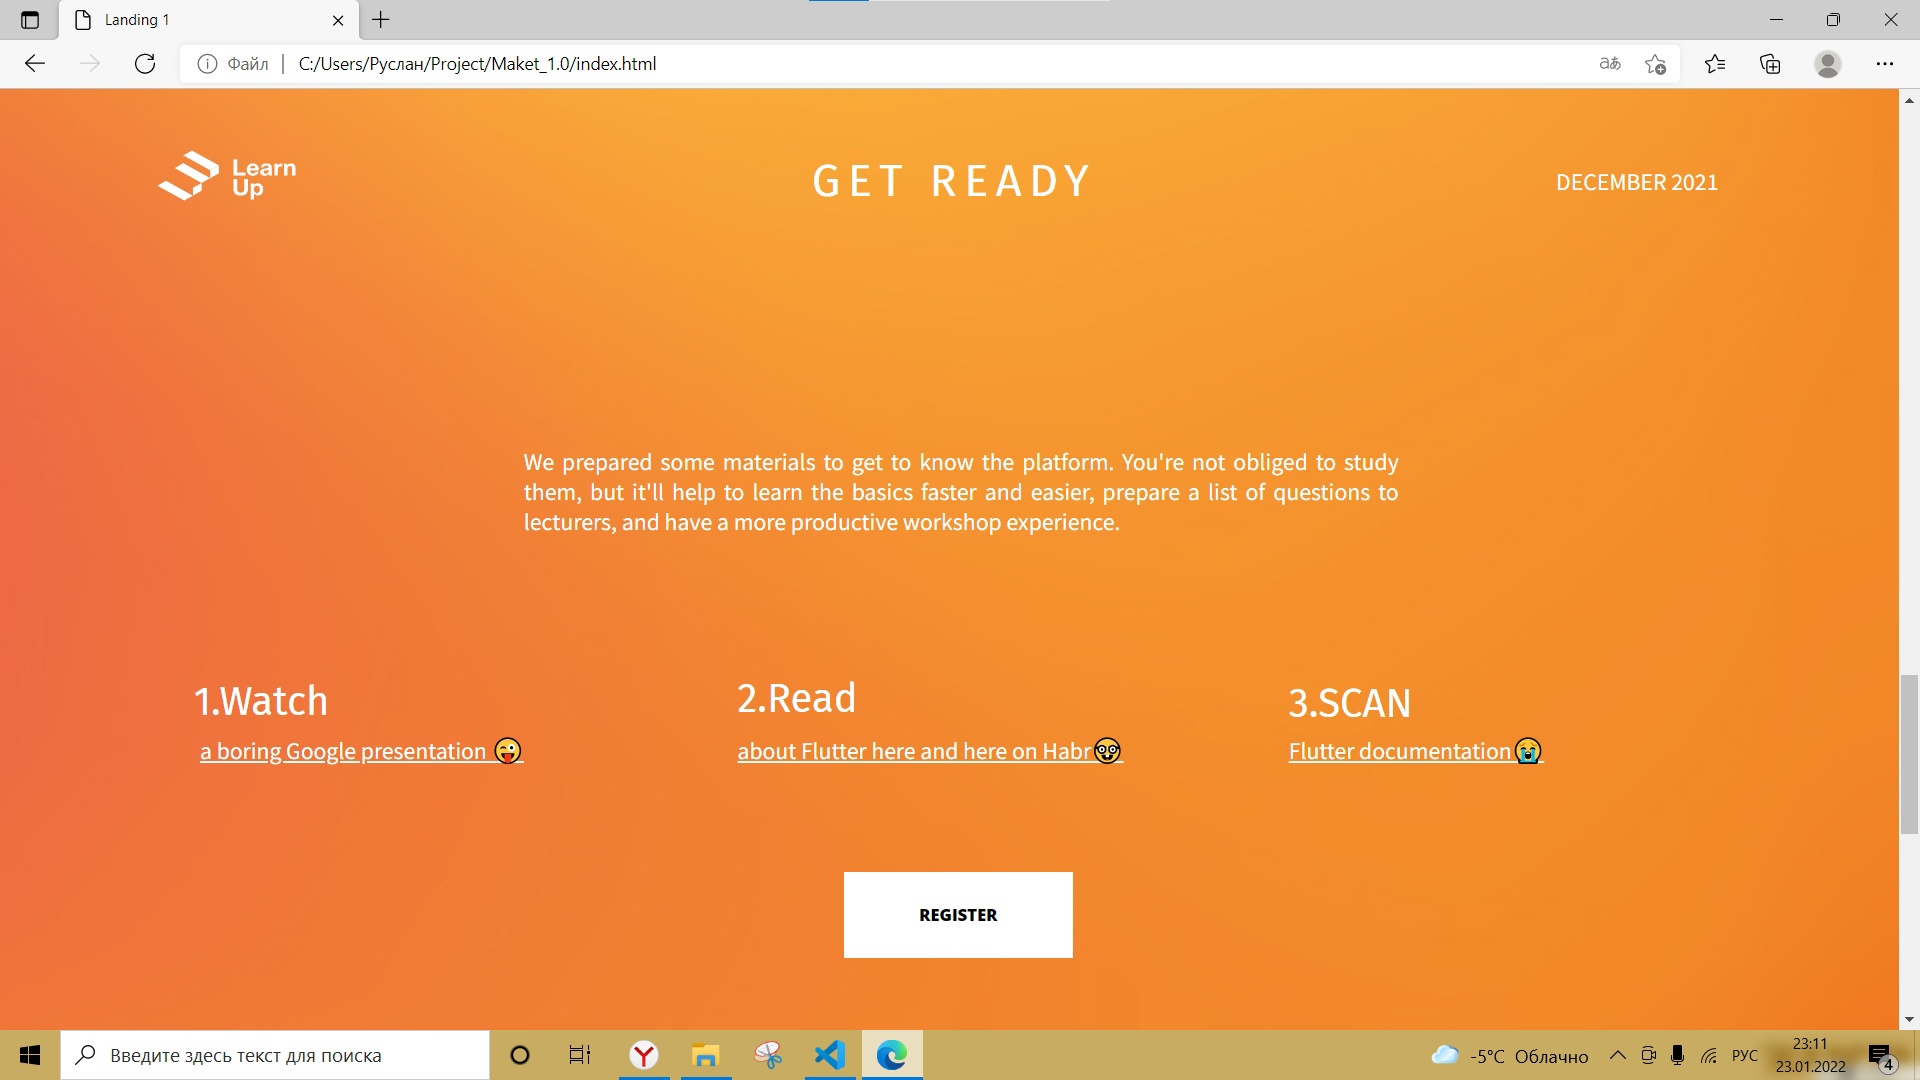 Landing 1
Файл
C:/Users/Руслан/Project/Maket_1.0/index.html
aあ
Learn
Up
GET READY
DECEMBER 2021
We prepared some materials to get to know the platform. You're not obliged to study
them, but it'll help to learn the basics faster and easier, prepare a list of questions to
lecturers, and have a more productive workshop experience.
1.Watch
2.Read
3.SCAN
a boring Google presentation 😜
about Flutter here and here on Habr🤓
Flutter documentation😭
REGISTER
Введите здесь текст для поиска
-5°C Облачно
РУС
23:11
23.01.2022
4